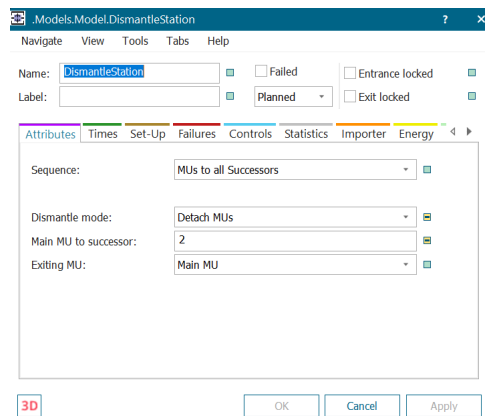 .Models.Model.DismantleStation ? ×
Navigate View Tools Tabs Help
Name: DismantleStation Failed Entrance locked
Label: Planned Exit locked
Attributes Times Set-Up Failures Controls Statistics Importer Energy
Sequence: MUs to all Successors
Dismantle mode: Detach MUs
Main MU to successor: 2
Exiting MU: Main MU
3D OK Cancel Apply